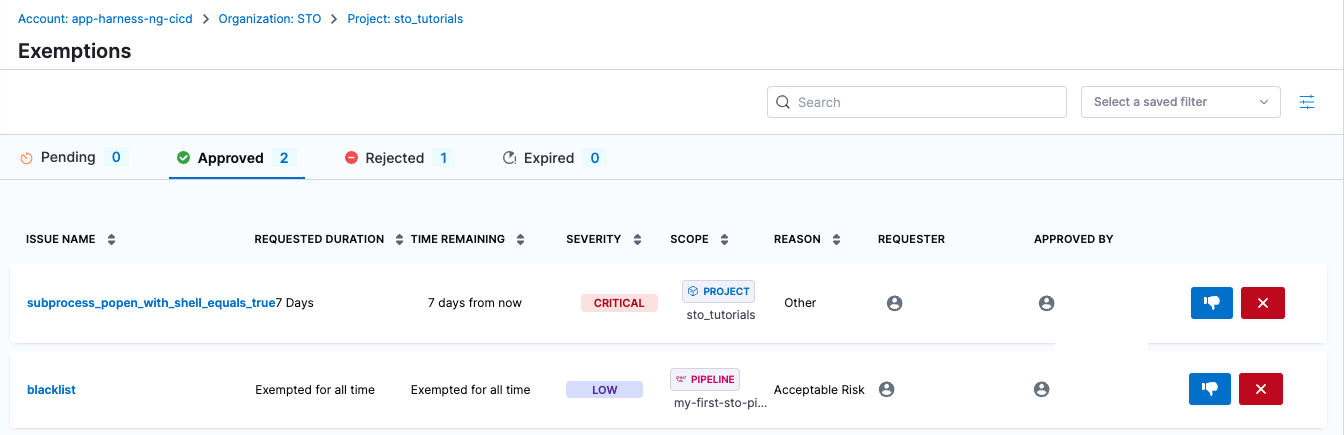 Account: app-harness-ng-cicd > Organization: STO > Project: sto_tutorials
Exemptions
Search Select a saved filter
Pending 0 Approved 2 Rejected 1 Expired 0
ISSUE NAME REQUESTED DURATION TIME REMAINING SEVERITY SCOPE REASON REQUESTER APPROVED BY
subprocess_popen_with_shell_equals_true 7 Days 7 days from now CRITICAL PROJECT Other
sto_tutorials
blacklist Exempted for all time Exempted for all time LOW PIPELINE Acceptable Risk
my-first-sto-pi...